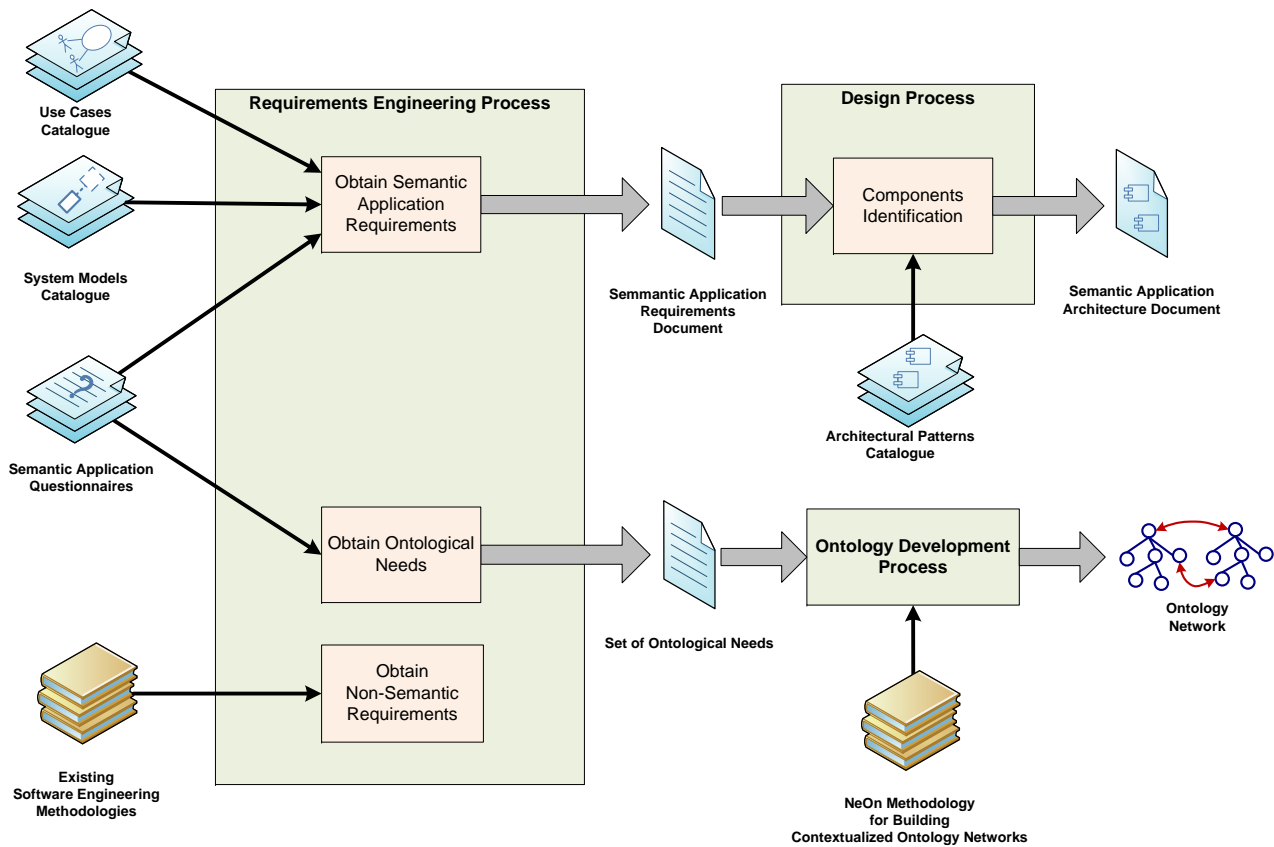 Use Cases
Catalogue
System Models
Catalogue
Semantic Application
Questionnaires
Existing
Software Engineering
Methodologies
Requirements Engineering Process
Obtain Semantic
Application
Requirements
Obtain Ontological
Needs
Obtain
Non-Semantic
Requirements
Semmantic Application
Requirements
Document
Set of Ontological Needs
Design Process
Components
Identification
Architectural Patterns
Catalogue
Semantic Application
Architecture Document
Ontology Development
Process
NeOn Methodology
for Building
Contextualized Ontology Networks
Ontology
Network
?